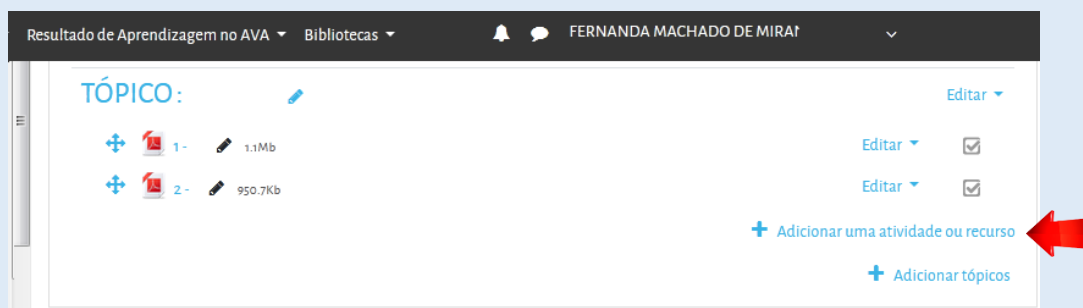 Resultado de Aprendizagem no AVA Bibliotecas FERNANDA MACHADO DE MIRAN
TÓPICO: Editar
1 - 1.1Mb Editar
2 - 950.7Kb Editar
+ Adicionar uma atividade ou recurso
+ Adicionar tópicos